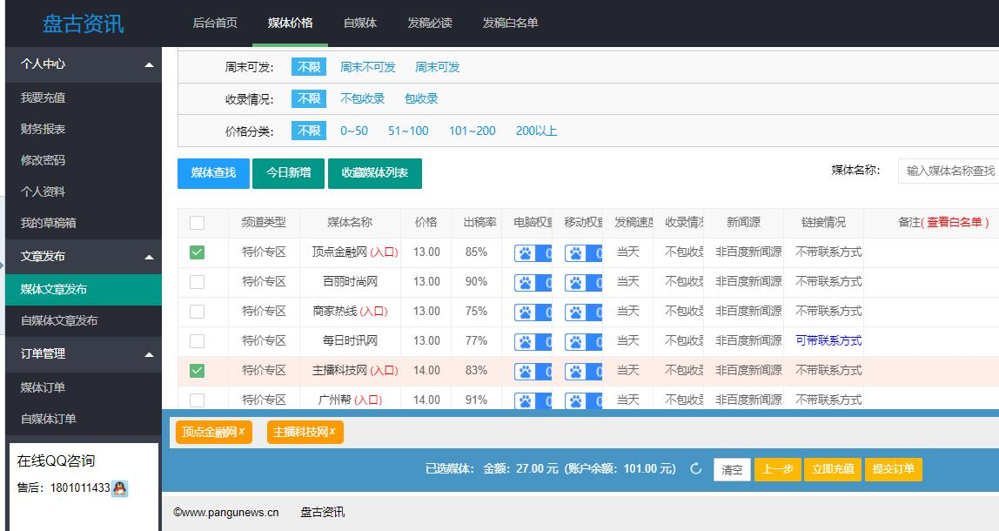 盘古资讯 后台首页 媒体价格 自媒体 发稿必读 发稿白名单
个人中心
我要充值
财务报表
修改密码
个人资料
我的草稿箱
文章发布
媒体文章发布
自媒体文章发布
订单管理
媒体订单
自媒体订单
在线QQ咨询
售后：1801011433
周末可发： 不限 周末不可发 周末可发
收录情况： 不限 不包收录 包收录
价格分类： 不限 0~50 51~100 101~200 200以上
媒体查找 今日新增 收藏媒体列表 媒体名称： 输入媒体名称查找
频道类型 媒体名称 价格 出稿率 电脑权重 移动权重 发稿速度 收录情况 新闻源 链接情况 备注( 查看白名单 )
特价专区 顶点金融网 (入口) 13.00 85% 0 0 当天 不包收录 非百度新闻源 不带联系方式
特价专区 百丽时尚网 13.00 90% 0 0 当天 不包收录 非百度新闻源 不带联系方式
特价专区 商家热线 (入口) 13.00 75% 0 0 当天 不包收录 非百度新闻源 不带联系方式
特价专区 每日时讯网 13.00 77% 0 0 当天 不包收录 非百度新闻源 可带联系方式
特价专区 主播科技网 (入口) 14.00 83% 0 0 当天 不包收录 非百度新闻源 不带联系方式
特价专区 广州帮 (入口) 14.00 91% 0 0 当天 不包收录 非百度新闻源 不带联系方式
顶点金融网x 主播科技网x
已选媒体： 金额：27.00 元 (账户余额：101.00 元) 清空 上一步 立即充值 提交订单
©www.pangunews.cn 盘古资讯